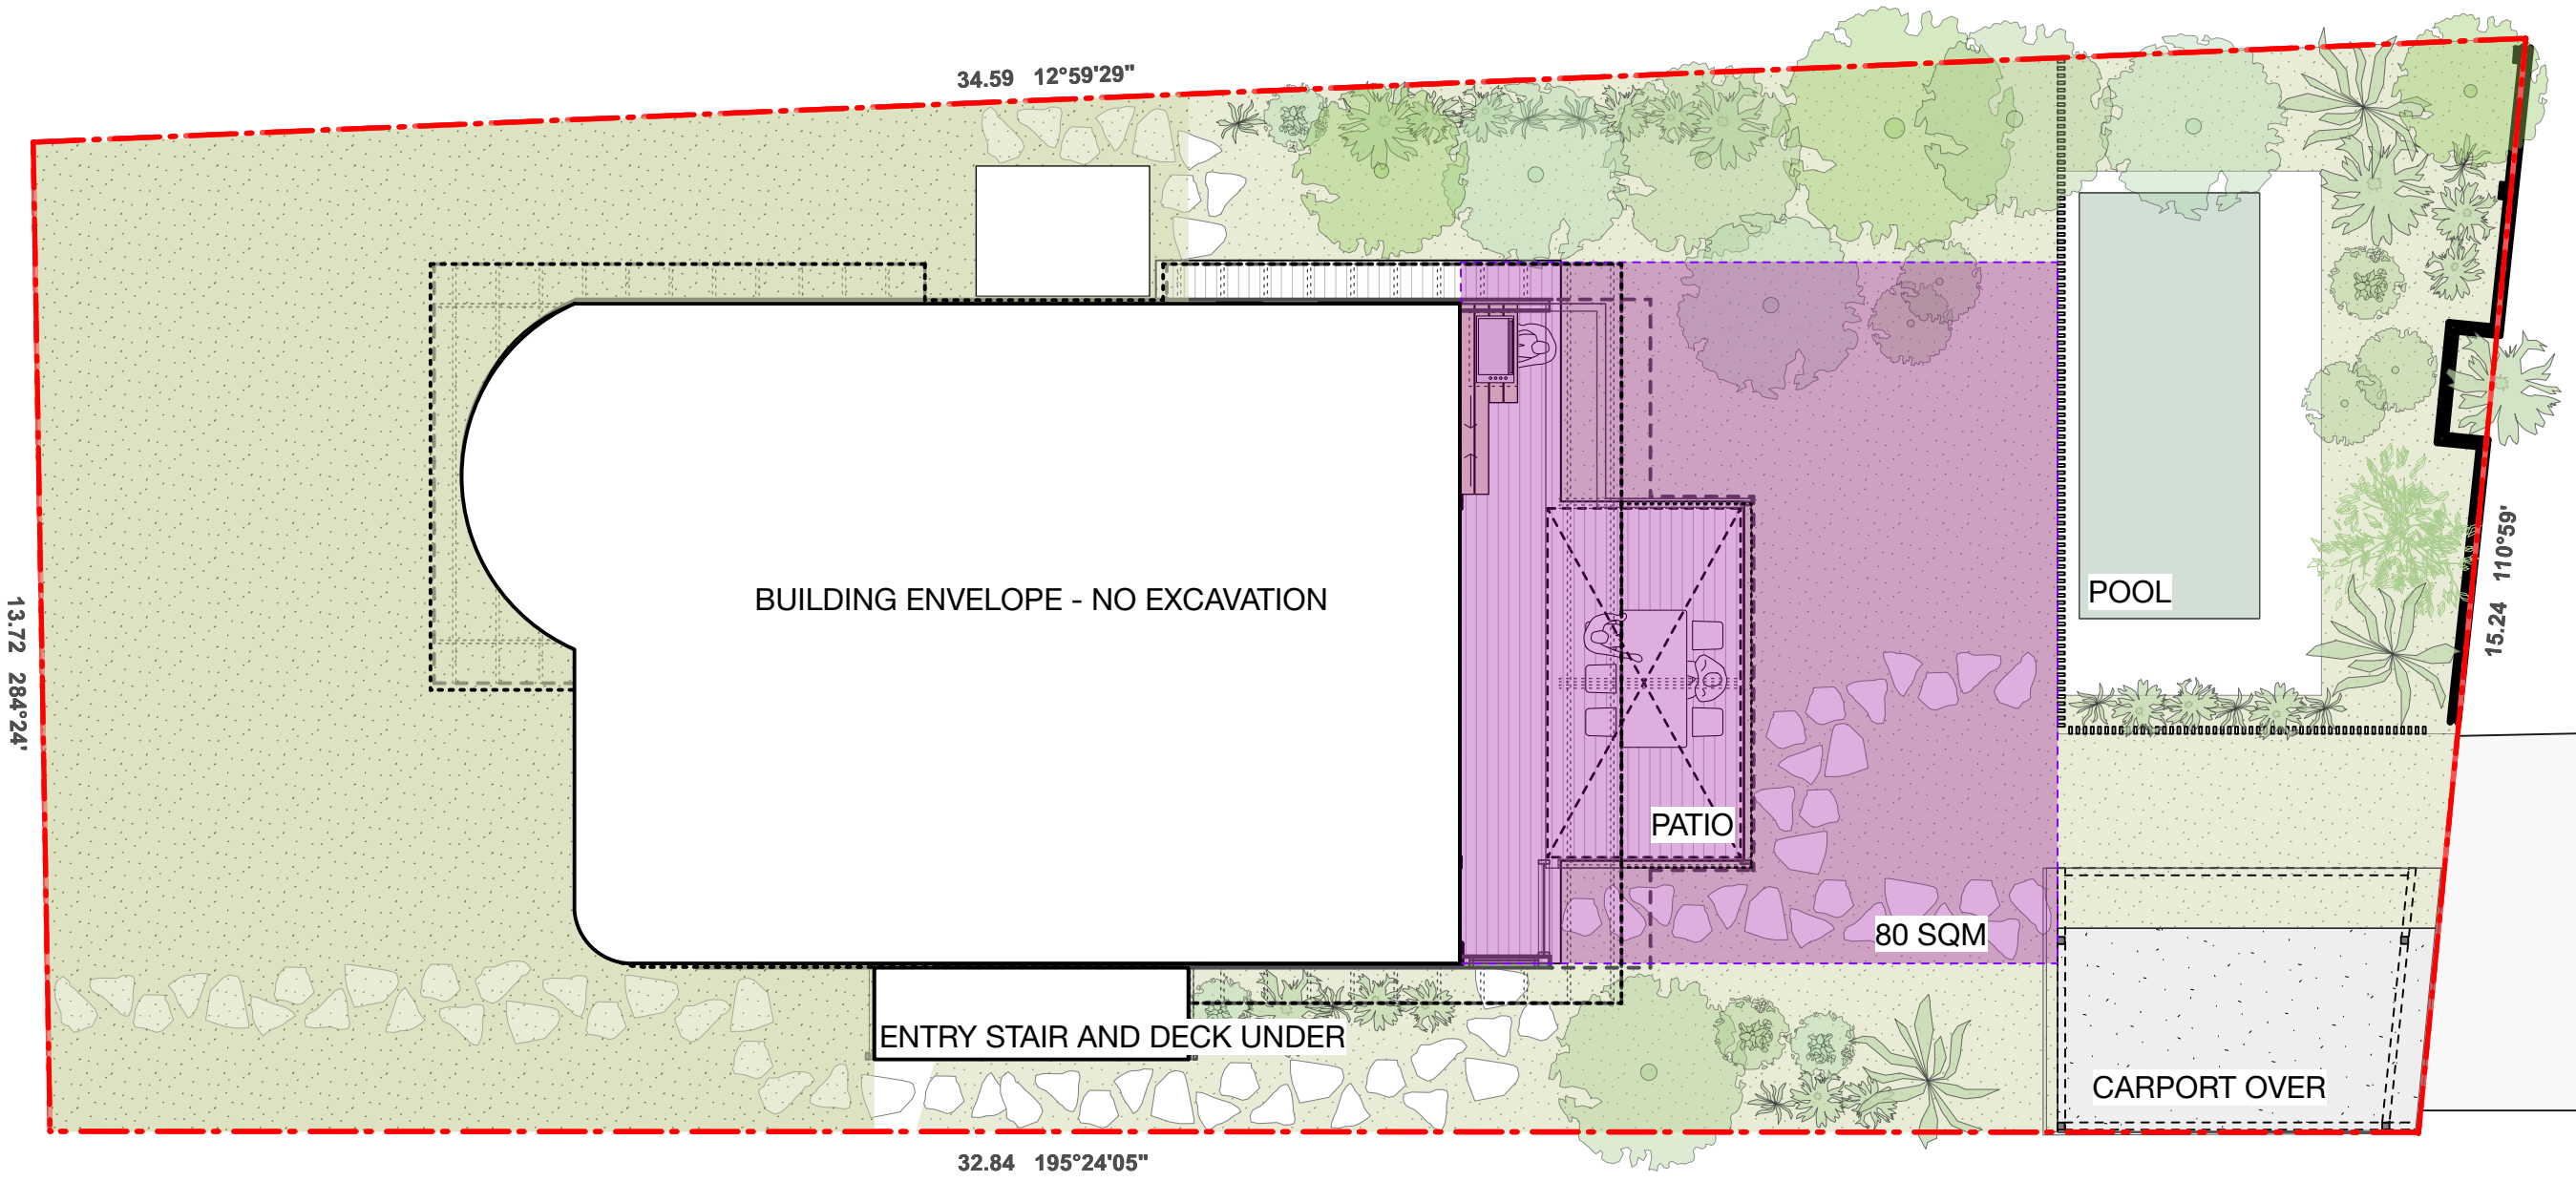 34.59 12°59'29"
13.72 284°24'
BUILDING ENVELOPE - NO EXCAVATION
POOL
15.24 110°59'
PATIO
80 SQM
ENTRY STAIR AND DECK UNDER
CARPORT OVER
32.84 195°24'05"